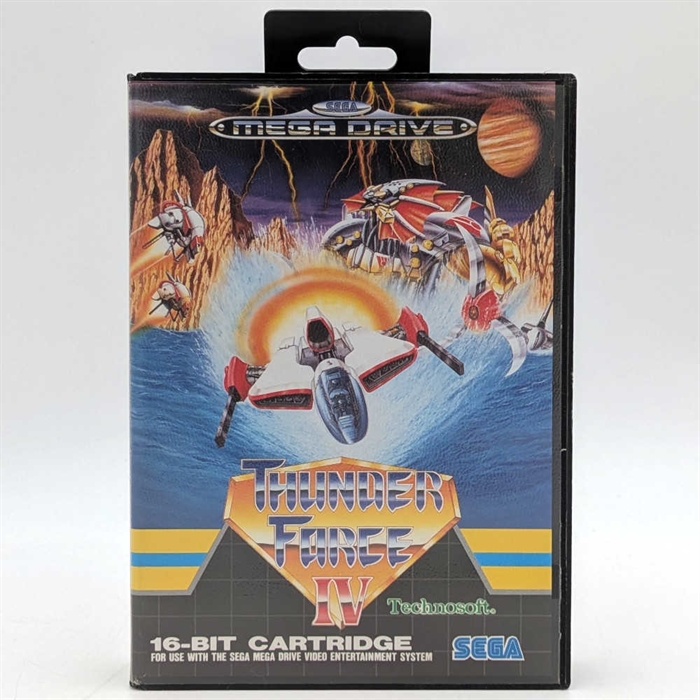 SEGA
MEGA DRIVE
THUNDER
FORCE
IV
Technosoft.
16-BIT CARTRIDGE
FOR USE WITH THE SEGA MEGA DRIVE VIDEO ENTERTAINMENT SYSTEM
SEGA